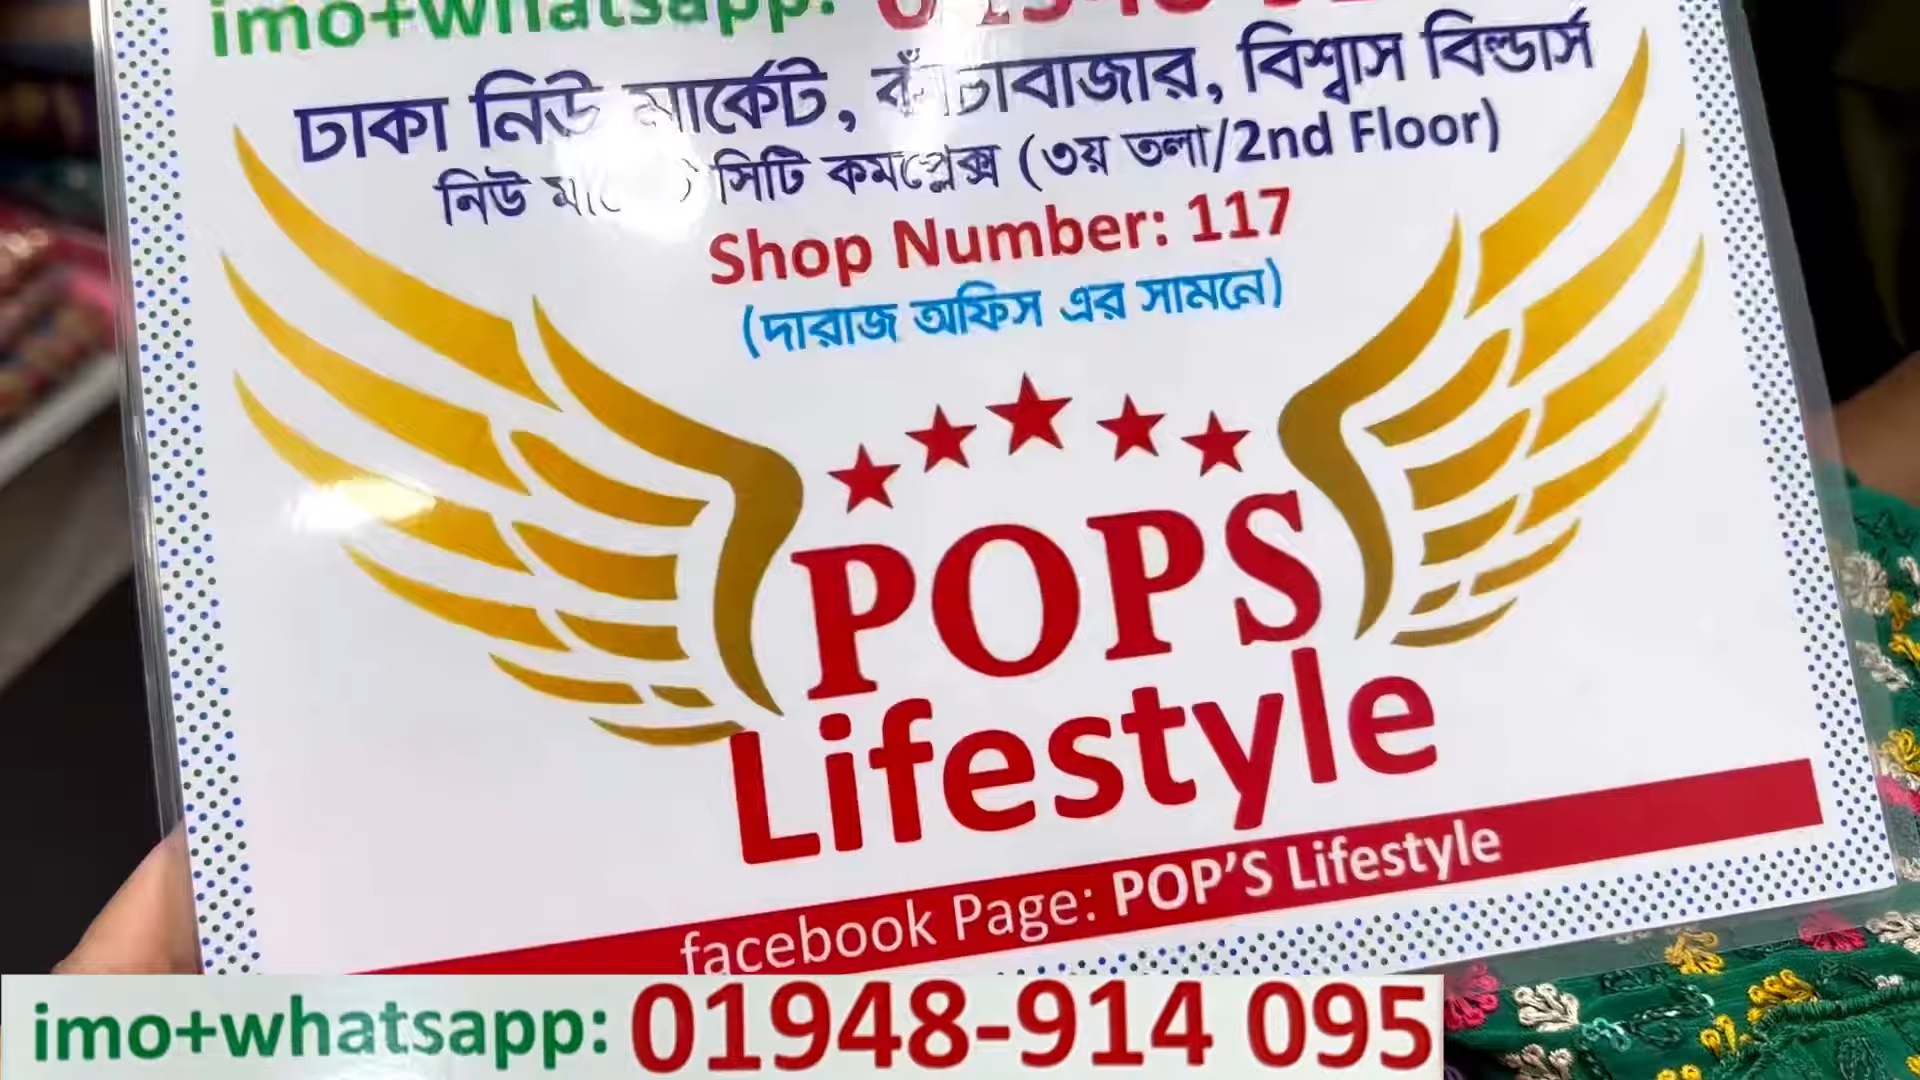 imo+whatsapp:
ঢাকা নিউ মার্কেট, কাঁচাবাজার, বিশ্বাস বিল্ডার্স
নিউ সিটি কমপ্লেক্স (৩য় তলা/2nd Floor)
Shop Number: 117
(দারাজ অফিস এর সামনে)
POPS
Lifestyle
facebook Page: POP'S Lifestyle
imo+whatsapp: 01948-914 095